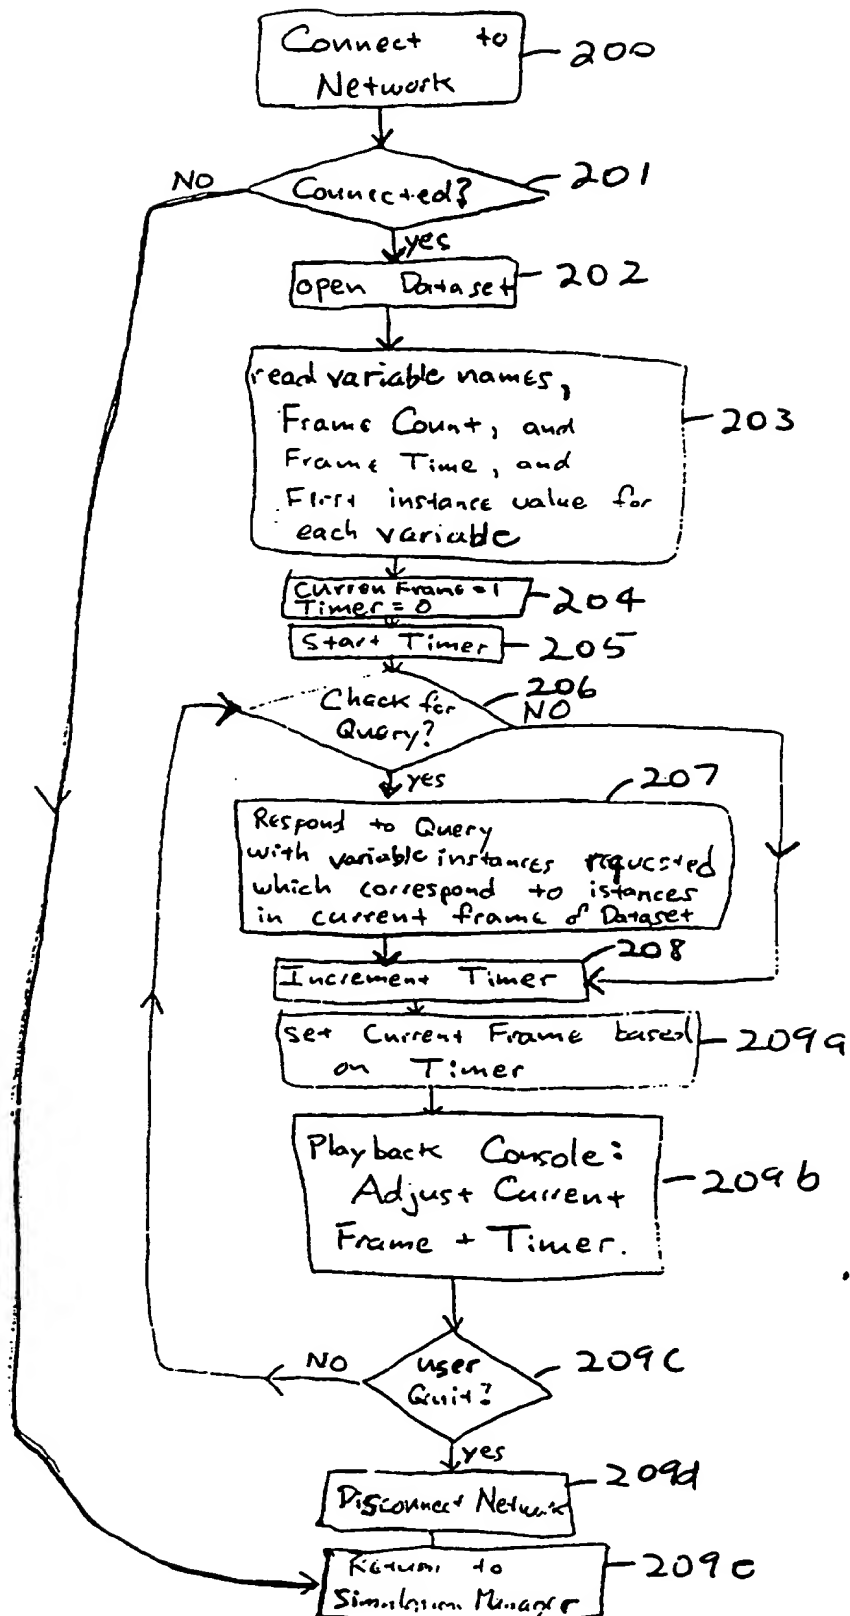 Connect to
Network
200
NO
Connected?
201
yes
open Dataset
202
read variable names,
Frame Count, and
Frame Time, and
First instance value for
each variable
203
Curren Frame = 1
Timer = 0
204
Start Timer
205
Check for
Query?
206
NO
yes
207
Respond to Query
with variable instances requested
which correspond to istances
in current frame of Dataset
208
Increment Timer
set Current Frame based
on Timer
209a
Playback Console:
Adjust Current
Frame + Timer.
209b
NO
user
Quit?
209c
yes
209d
Disconnect Network
Return to
Simulation Manager
209e